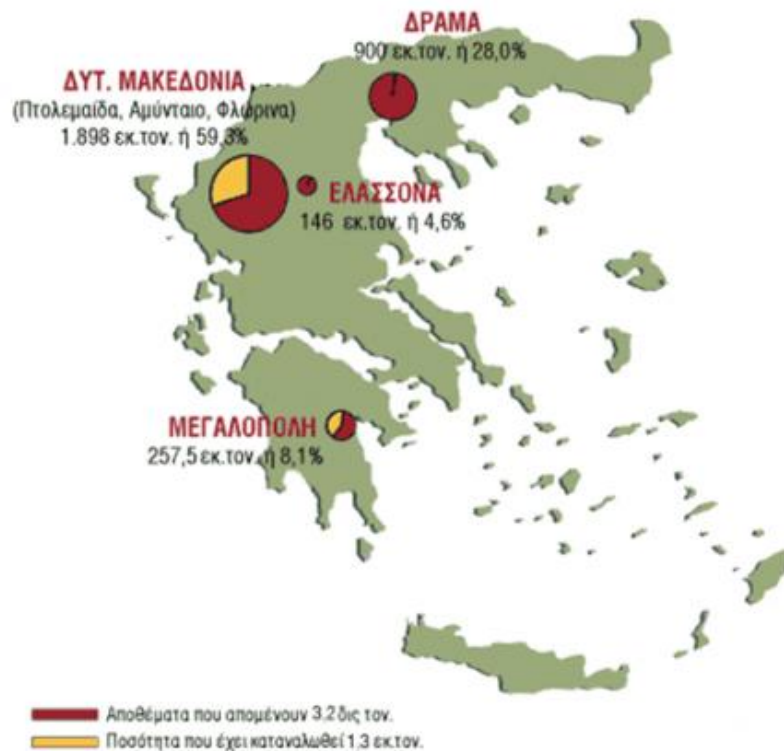 ΔΡΑΜΑ
900 εκ.τον. ή 28,0%
ΔΥΤ. ΜΑΚΕΔΟΝΙΑ
(Πτολεμαίδα, Αμύνταιο, Φλώρινα)
1.898 εκ.τον. ή 59,3%
ΕΛΑΣΣΟΝΑ
146 εκ.τον. ή 4,6%
ΜΕΓΑΛΟΠΟΛΗ
257,5 εκ.τον. ή 8,1%
Αποθέματα που απομένουν 3,2 δις τον.
Ποσότητα που έχει καταναλωθεί 1,3 εκ.τον.